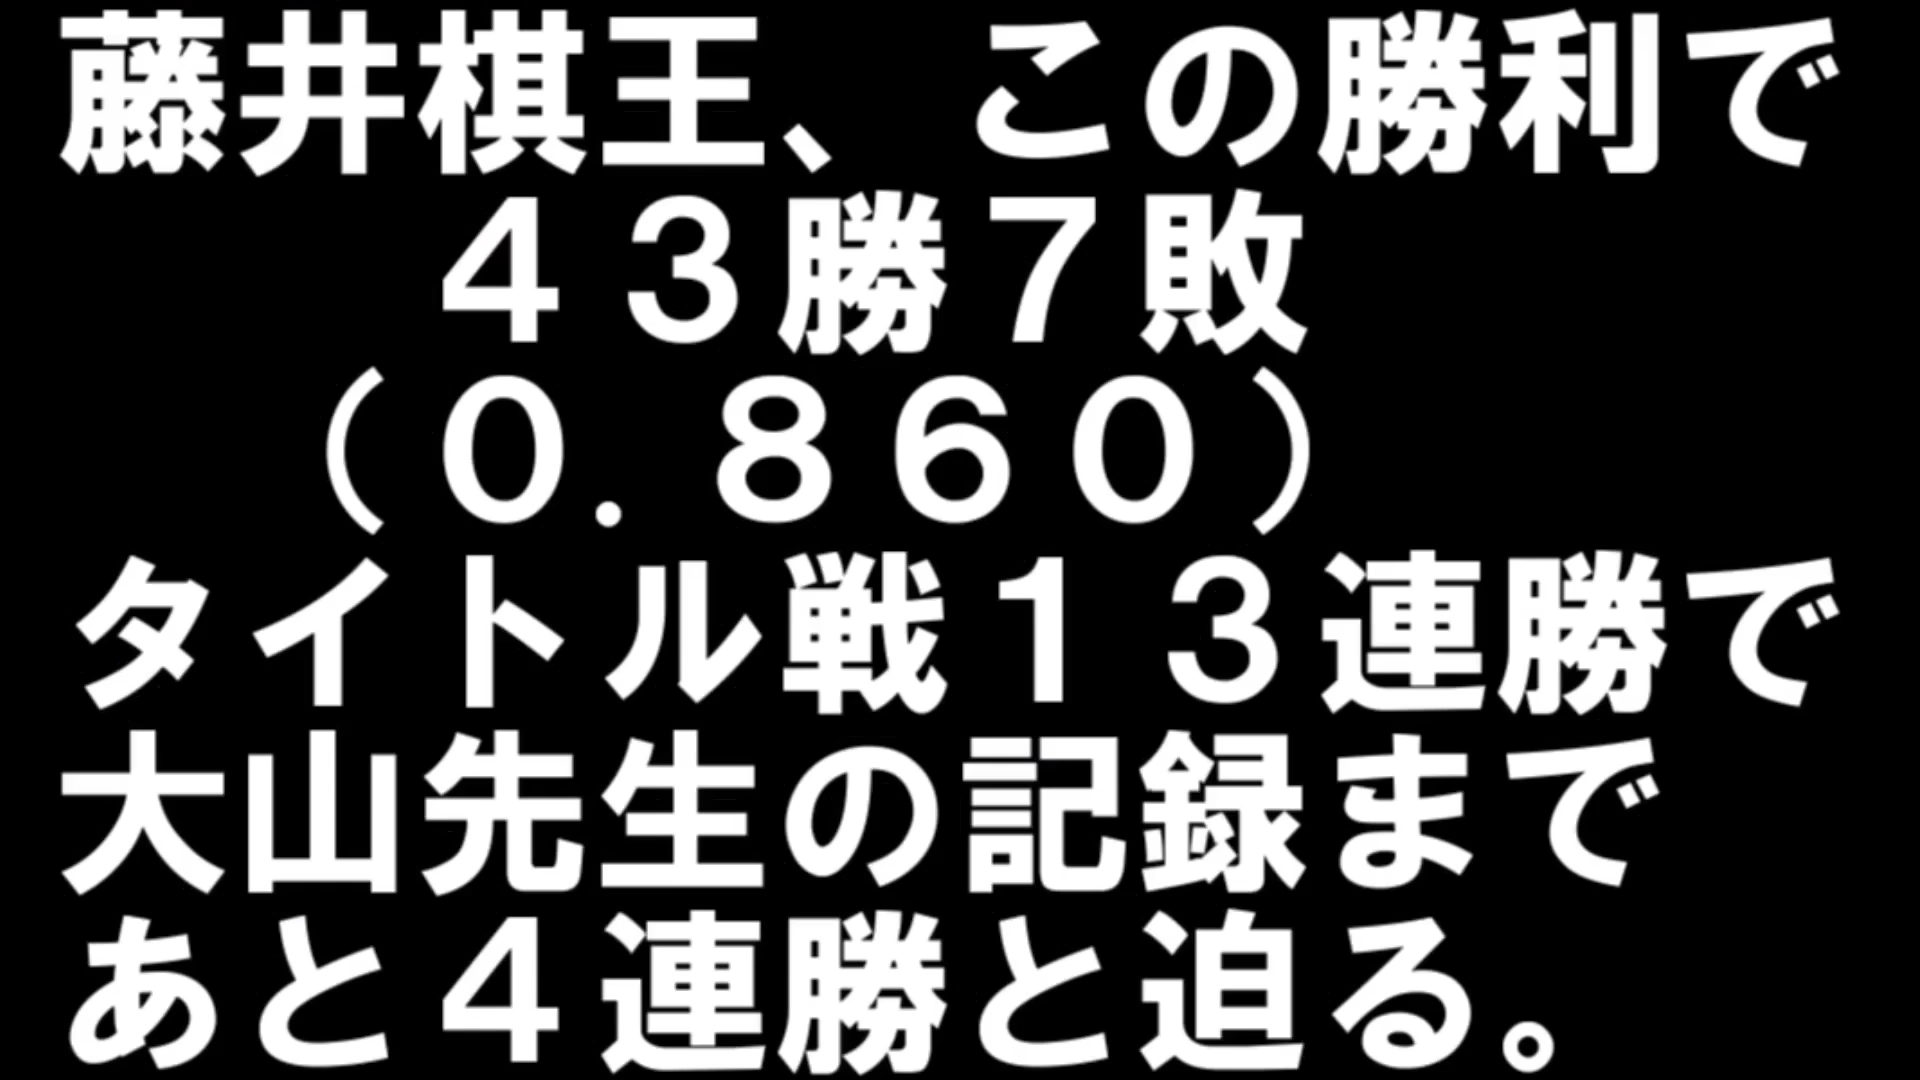 藤井棋王、この勝利で
４３勝７敗
（０．８６０）
タイトル戦１３連勝で
大山先生の記録まで
あと４連勝と迫る。